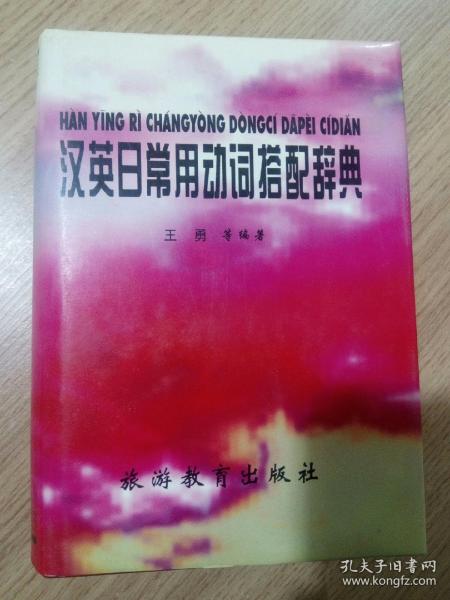 HÀN YĪNG RÌ CHÁNGYÒNG DÒNGCÍ DĀPÈI CÍDIǍN
汉英日常用动词搭配辞典
王 勇 等编著
旅游教育出版社
孔夫子旧书网
www.kongfz.com